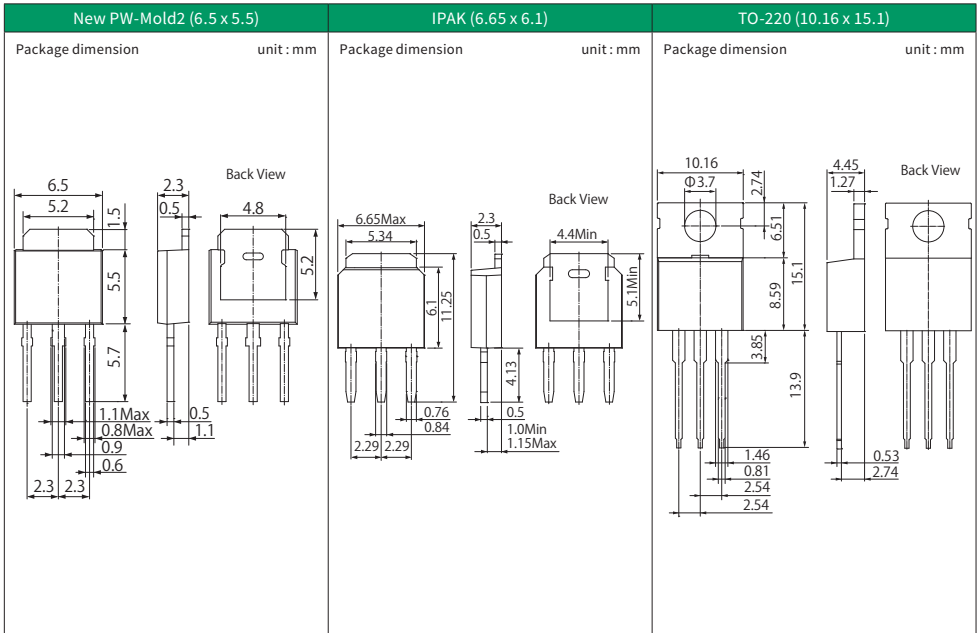 New PW-Mold2 (6.5 x 5.5)
Package dimension unit : mm
Back View
6.5
5.2
1.5
5.5
5.7
2.3
0.5
4.8
5.2
1.1Max
0.8Max
0.9
0.6
2.3 2.3
0.5
1.1
IPAK (6.65 x 6.1)
Package dimension unit : mm
Back View
6.65Max
5.34
6.1
11.25
2.3
0.5
4.4Min
5.1Min
4.13
0.76
0.84
2.29 2.29
0.5
1.0Min
1.15Max
TO-220 (10.16 x 15.1)
Package dimension unit : mm
Back View
10.16
Φ3.7
2.74
6.51
15.1
8.59
3.85
13.9
4.45
1.27
1.46
0.81
2.54
2.54
0.53
2.74